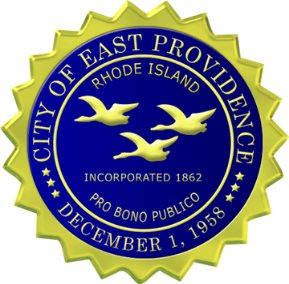 CITY OF EAST PROVIDENCE
RHODE ISLAND
INCORPORATED 1862
PRO BONO PUBLICO
DECEMBER 1, 1958